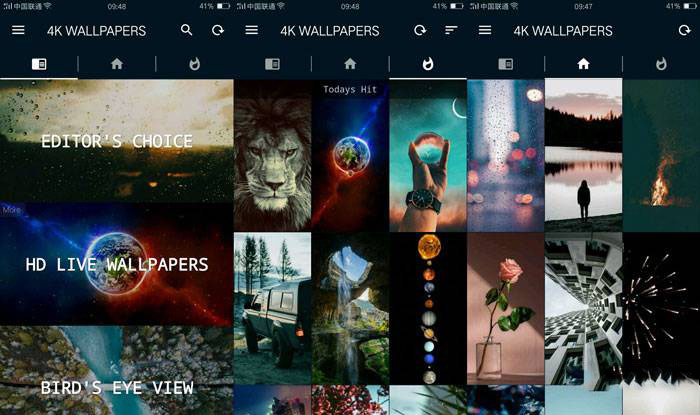 中国联通 09:48 41%
4K WALLPAPERS
EDITOR'S CHOICE
More
HD LIVE WALLPAPERS
BIRD'S EYE VIEW
中国联通 09:48 41%
4K WALLPAPERS
Todays Hit
中国联通 09:47 41%
4K WALLPAPERS